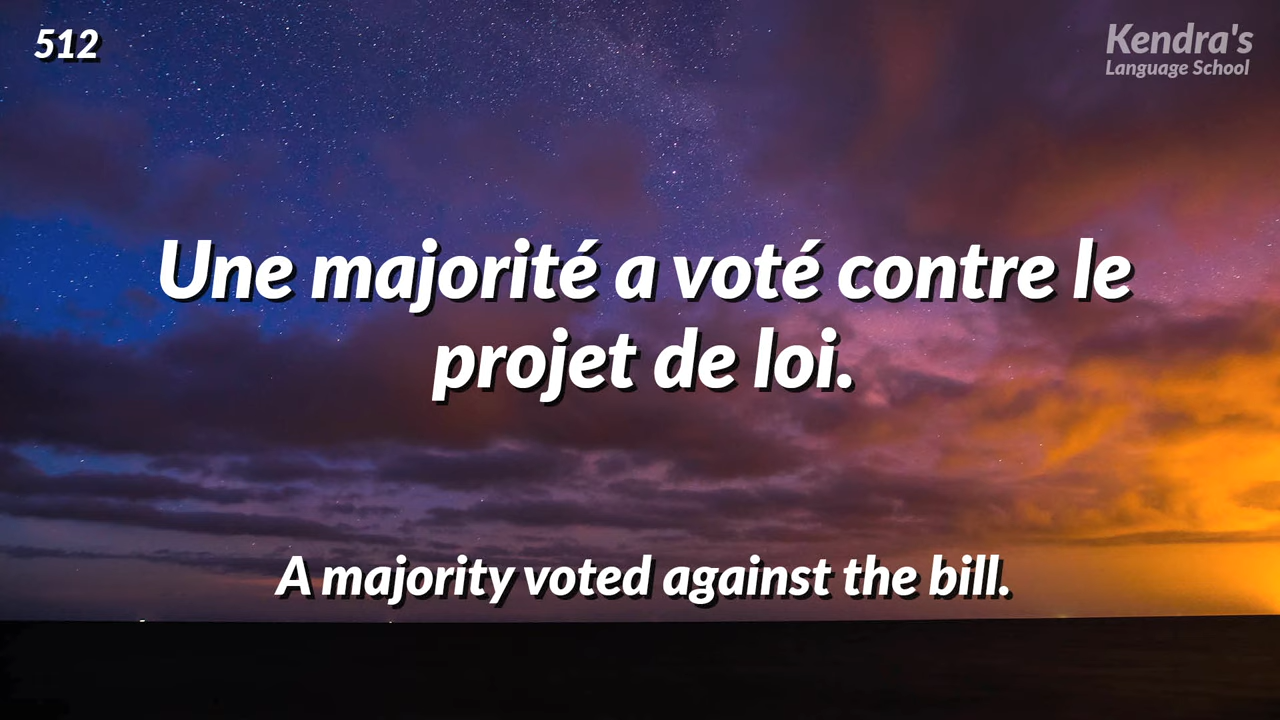 512
Kendra's
Language School
Une majorité a voté contre le
projet de loi.
A majority voted against the bill.